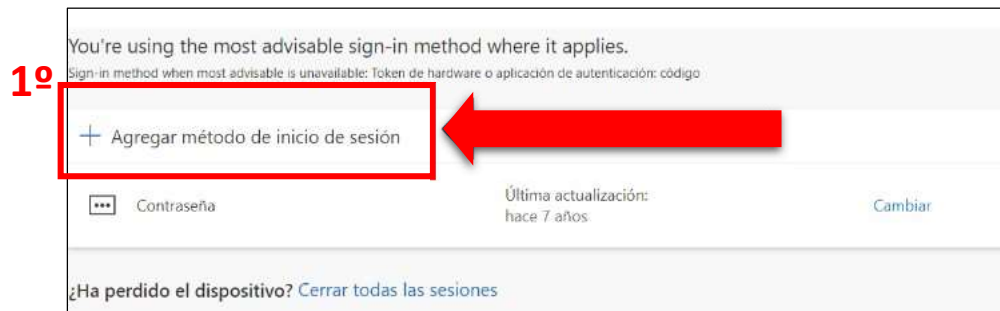 You're using the most advisable sign-in method where it applies.
Sign-in method when most advisable is unavailable: Token de hardware o aplicación de autenticación: código
1º
+ Agregar método de inicio de sesión
Contraseña
Última actualización:
hace 7 años
Cambiar
¿Ha perdido el dispositivo? Cerrar todas las sesiones